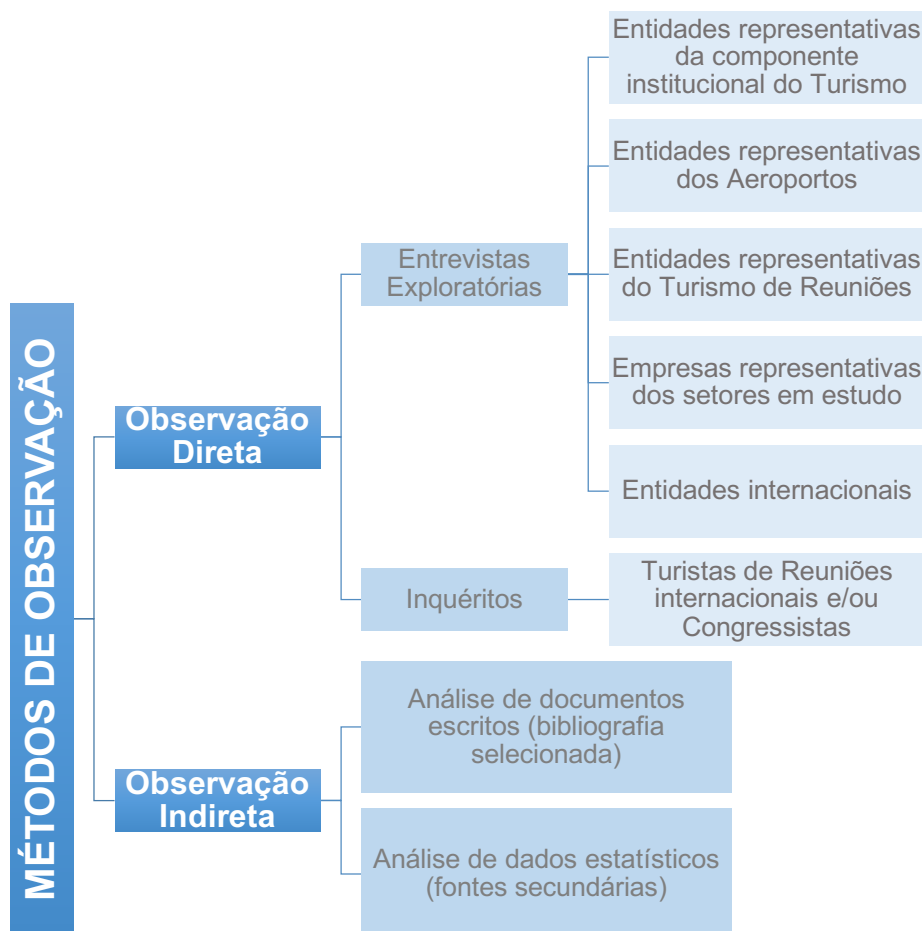 MÉTODOS DE OBSERVAÇÃO
Observação
Direta
Entrevistas
Exploratórias
Entidades representativas
da componente
institucional do Turismo
Entidades representativas
dos Aeroportos
Entidades representativas
do Turismo de Reuniões
Empresas representativas
dos setores em estudo
Entidades internacionais
Inquéritos
Turistas de Reuniões
internacionais e/ou
Congressistas
Observação
Indireta
Análise de documentos
escritos (bibliografia
selecionada)
Análise de dados estatísticos
(fontes secundárias)